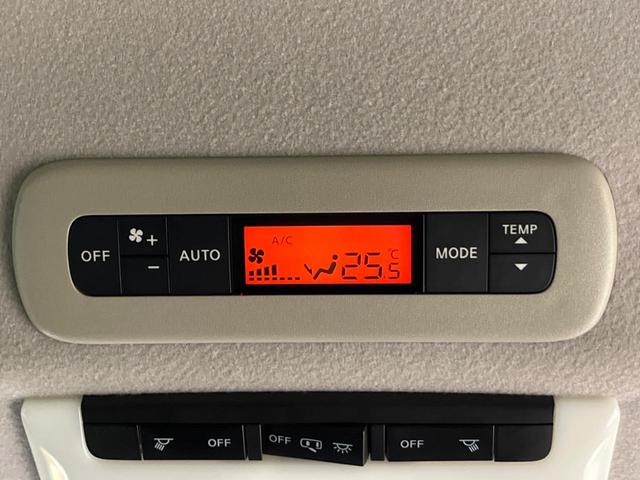 OFF
+
-
AUTO
A/C
25.5
°C
MODE
TEMP
OFF
OFF
OFF